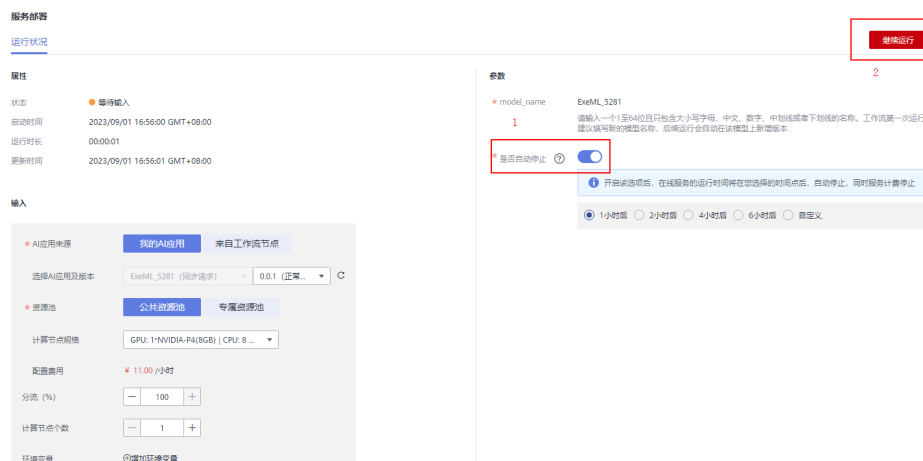 服务部署
运行状况
继续运行
2
属性
状态 等待输入
启动时间 2023/09/01 16:56:00 GMT+08:00
运行时长 00:00:01
更新时间 2023/09/01 16:56:01 GMT+08:00
输入
* AI应用来源 我的AI应用 来自工作流节点
选择AI应用及版本 ExeML_5281（同步请求） 0.0.1（正常...
* 资源池 公共资源池 专属资源池
计算节点规格 GPU: 1*NVIDIA-P4(8GB) | CPU: 8 ...
配置费用 ¥ 11.00 /小时
分流（%） — 100 +
计算节点个数 — 1 +
环境变量 增加环境变量
参数
* model_name ExeML_5281
1
请输入一个1至64位且只包含大小写字母、中文、数字、中划线或者下划线的名称。工作流第一次运行
建议填写新的模型名称，后续运行会自动在该模型上新增版本
* 是否自动停止 ?
开启该选项后，在线服务的运行时间将在您选择的时间点后，自动停止，同时服务计费停止
1小时后 2小时后 4小时后 6小时后 自定义